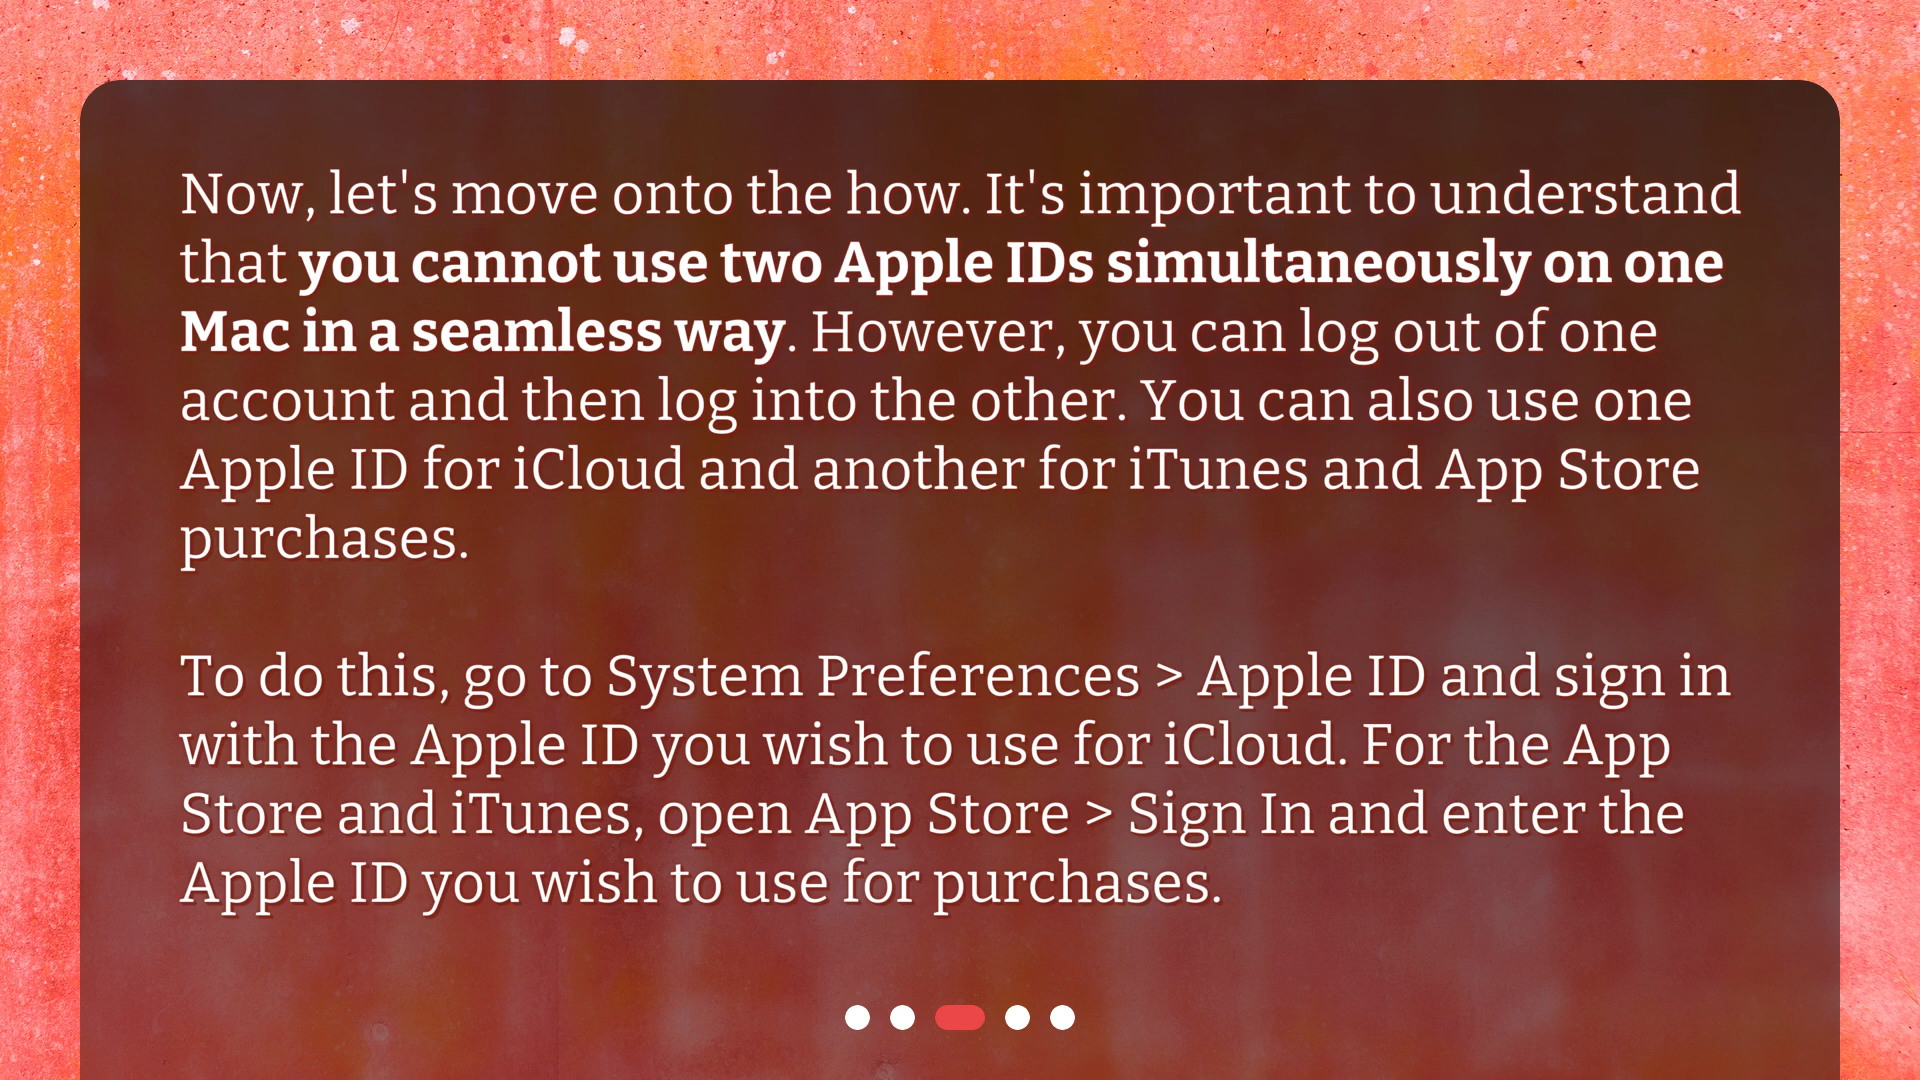 Now, let's move onto the how. It's important to understand
that you cannot use two Apple IDs simultaneously on one
Mac in a seamless way. However, you can log out of one
account and then log into the other. You can also use one
Apple ID for iCloud and another for iTunes and App Store
purchases.
To do this, go to System Preferences > Apple ID and sign in
with the Apple ID you wish to use for iCloud. For the App
Store and iTunes, open App Store > Sign In and enter the
Apple ID you wish to use for purchases.